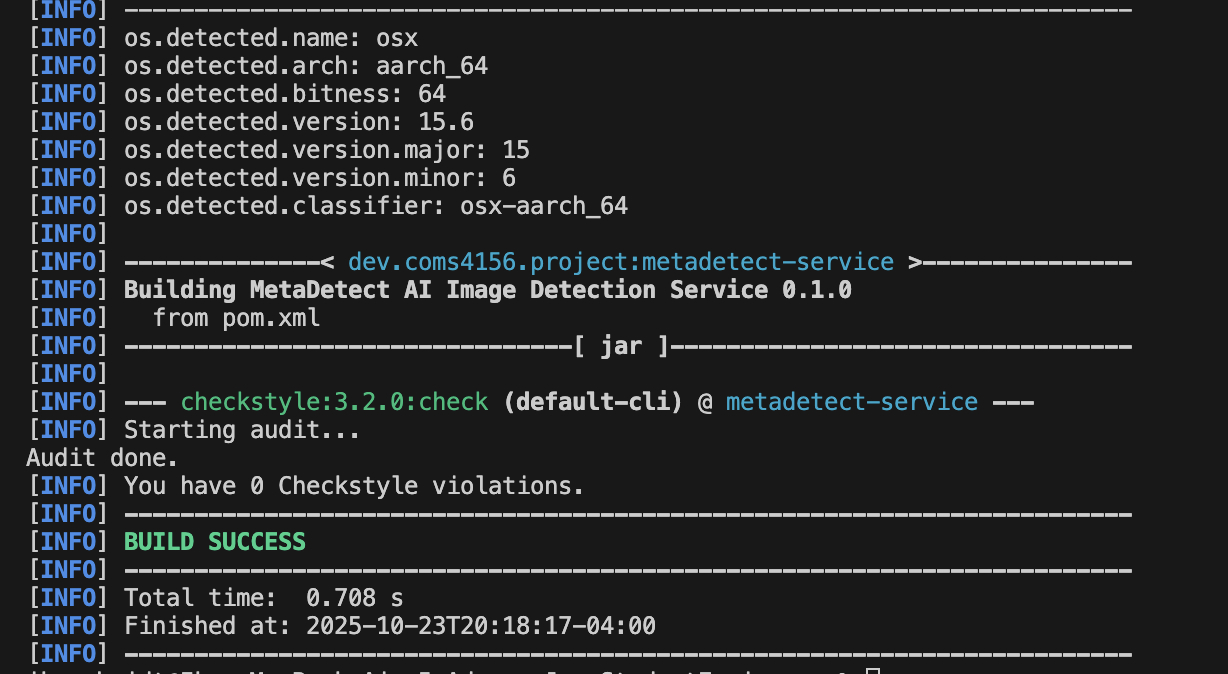 [INFO] ------------------------------------------------------------------------
[INFO] os.detected.name: osx
[INFO] os.detected.arch: aarch_64
[INFO] os.detected.bitness: 64
[INFO] os.detected.version: 15.6
[INFO] os.detected.version.major: 15
[INFO] os.detected.version.minor: 6
[INFO] os.detected.classifier: osx-aarch_64
[INFO]
[INFO] --------------< dev.coms4156.project:metadetect-service >---------------
[INFO] Building MetaDetect AI Image Detection Service 0.1.0
[INFO]   from pom.xml
[INFO] --------------------------------[ jar ]---------------------------------
[INFO]
[INFO] --- checkstyle:3.2.0:check (default-cli) @ metadetect-service ---
[INFO] Starting audit...
Audit done.
[INFO] You have 0 Checkstyle violations.
[INFO] ------------------------------------------------------------------------
[INFO] BUILD SUCCESS
[INFO] ------------------------------------------------------------------------
[INFO] Total time:  0.708 s
[INFO] Finished at: 2025-10-23T20:18:17-04:00
[INFO] ------------------------------------------------------------------------